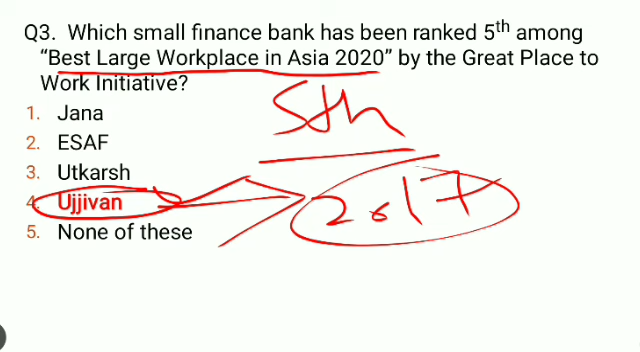 Q3. Which small finance bank has been ranked 5th among
"Best Large Workplace in Asia 2020" by the Great Place to
Work Initiative?
5th
1. Jana
2. ESAF
3. Utkarsh
4. Ujjivan
2017
5. None of these